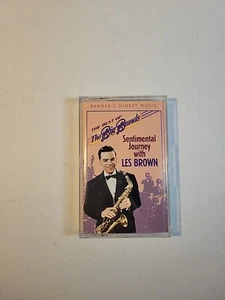 READER'S DIGEST MUSIC
THE BEST OF
The Big Bands
Sentimental
Journey
with
LES BROWN